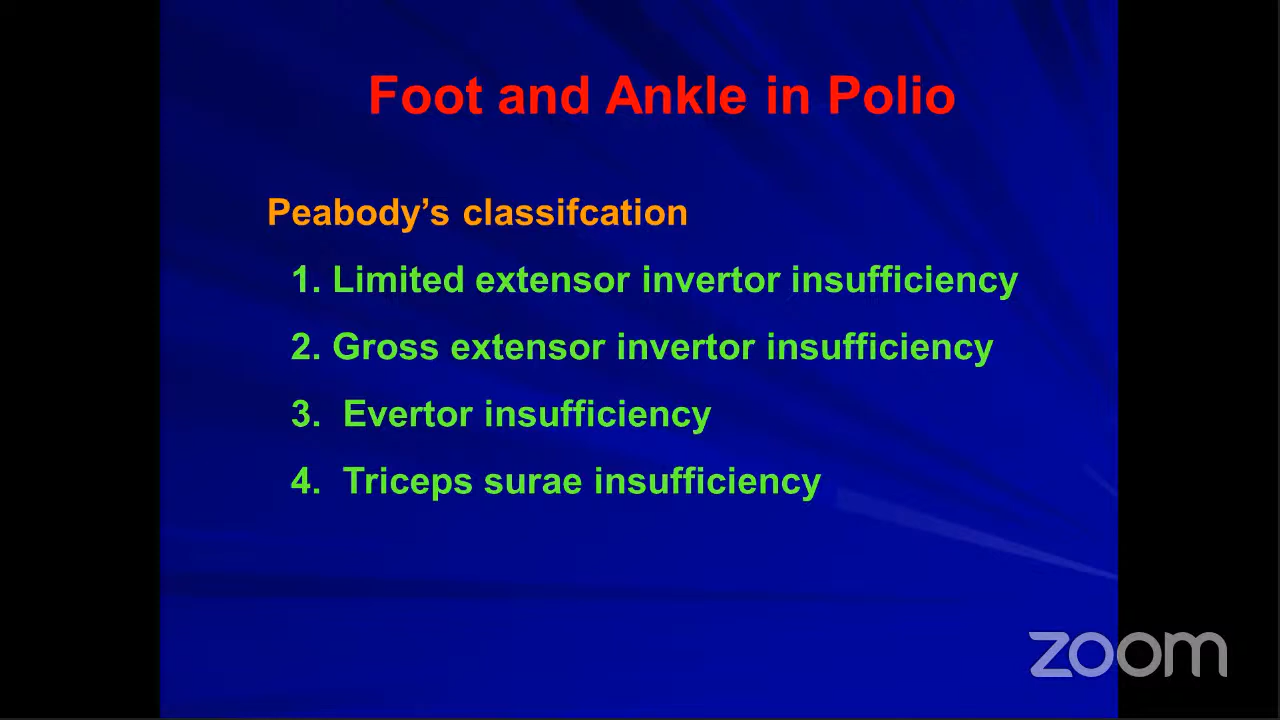 Foot and Ankle in Polio
Peabody’s classifcation
1. Limited extensor invertor insufficiency
2. Gross extensor invertor insufficiency
3. Evertor insufficiency
4. Triceps surae insufficiency
zoom